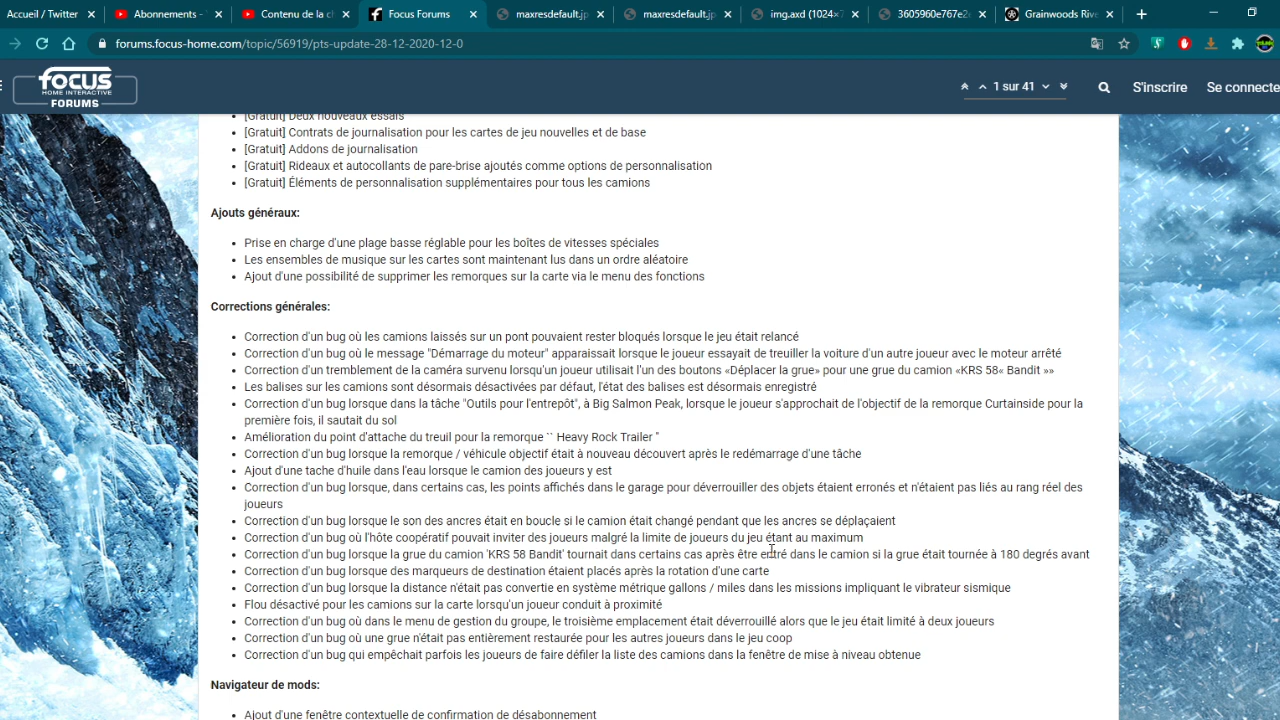 Accueil / Twitter
Abonnements -
Contenu de la c
Focus Forums
maxresdefault.jp
maxresdefault.jp
img.axd (1024×7
3605960e767e2
Grainwoods Rive
forums.focus-home.com/topic/56919/pts-update-28-12-2020-12-0
FOCUS
HOME INTERACTIVE
FORUMS
1 sur 41
S'inscrire
Se connecte
[Gratuit] Deux nouveaux essais
[Gratuit] Contrats de journalisation pour les cartes de jeu nouvelles et de base
[Gratuit] Addons de journalisation
[Gratuit] Rideaux et autocollants de pare-brise ajoutés comme options de personnalisation
[Gratuit] Éléments de personnalisation supplémentaires pour tous les camions
Ajouts généraux:
Prise en charge d'une plage basse réglable pour les boîtes de vitesses spéciales
Les ensembles de musique sur les cartes sont maintenant lus dans un ordre aléatoire
Ajout d'une possibilité de supprimer les remorques sur la carte via le menu des fonctions
Corrections générales:
Correction d'un bug où les camions laissés sur un pont pouvaient rester bloqués lorsque le jeu était relancé
Correction d'un bug où le message "Démarrage du moteur" apparaissait lorsque le joueur essayait de treuiller la voiture d'un autre joueur avec le moteur arrêté
Correction d'un tremblement de la caméra survenu lorsqu'un joueur utilisait l'un des boutons «Déplacer la grue» pour une grue du camion «KRS 58« Bandit »»
Les balises sur les camions sont désormais désactivées par défaut, l'état des balises est désormais enregistré
Correction d'un bug lorsque dans la tâche "Outils pour l'entrepôt", à Big Salmon Peak, lorsque le joueur s'approchait de l'objectif de la remorque Curtainside pour la
première fois, il sautait du sol
Amélioration du point d'attache du treuil pour la remorque `` Heavy Rock Trailer "
Correction d'un bug lorsque la remorque / véhicule objectif était à nouveau découvert après le redémarrage d'une tâche
Ajout d'une tache d'huile dans l'eau lorsque le camion des joueurs y est
Correction d'un bug lorsque, dans certains cas, les points affichés dans le garage pour déverrouiller des objets étaient erronés et n'étaient pas liés au rang réel des
joueurs
Correction d'un bug lorsque le son des ancres était en boucle si le camion était changé pendant que les ancres se déplaçaient
Correction d'un bug où l'hôte coopératif pouvait inviter des joueurs malgré la limite de joueurs du jeu étant au maximum
Correction d'un bug lorsque la grue du camion 'KRS 58 Bandit' tournait dans certains cas après être entré dans le camion si la grue était tournée à 180 degrés avant
Correction d'un bug lorsque des marqueurs de destination étaient placés après la rotation d'une carte
Correction d'un bug lorsque la distance n'était pas convertie en système métrique gallons / miles dans les missions impliquant le vibrateur sismique
Flou désactivé pour les camions sur la carte lorsqu'un joueur conduit à proximité
Correction d'un bug où dans le menu de gestion du groupe, le troisième emplacement était déverrouillé alors que le jeu était limité à deux joueurs
Correction d'un bug où une grue n'était pas entièrement restaurée pour les autres joueurs dans le jeu coop
Correction d'un bug qui empêchait parfois les joueurs de faire défiler la liste des camions dans la fenêtre de mise à niveau obtenue
Navigateur de mods:
Ajout d'une fenêtre contextuelle de confirmation de désabonnement